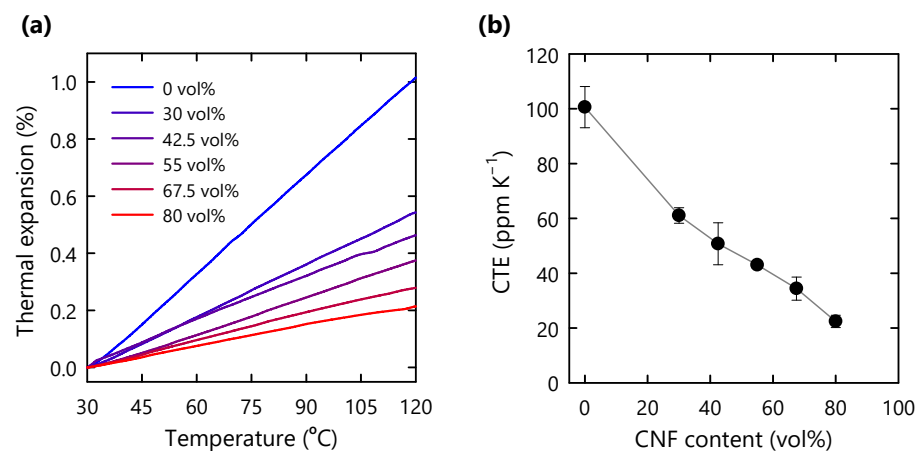 (a)
Thermal expansion (%)
1.0
0.8
0.6
0.4
0.2
0.0
0 vol%
30 vol%
42.5 vol%
55 vol%
67.5 vol%
80 vol%
30 45 60 75 90 105 120
Temperature (°C)
(b)
CTE (ppm K⁻¹)
120
100
80
60
40
20
0
0 20 40 60 80 100
CNF content (vol%)